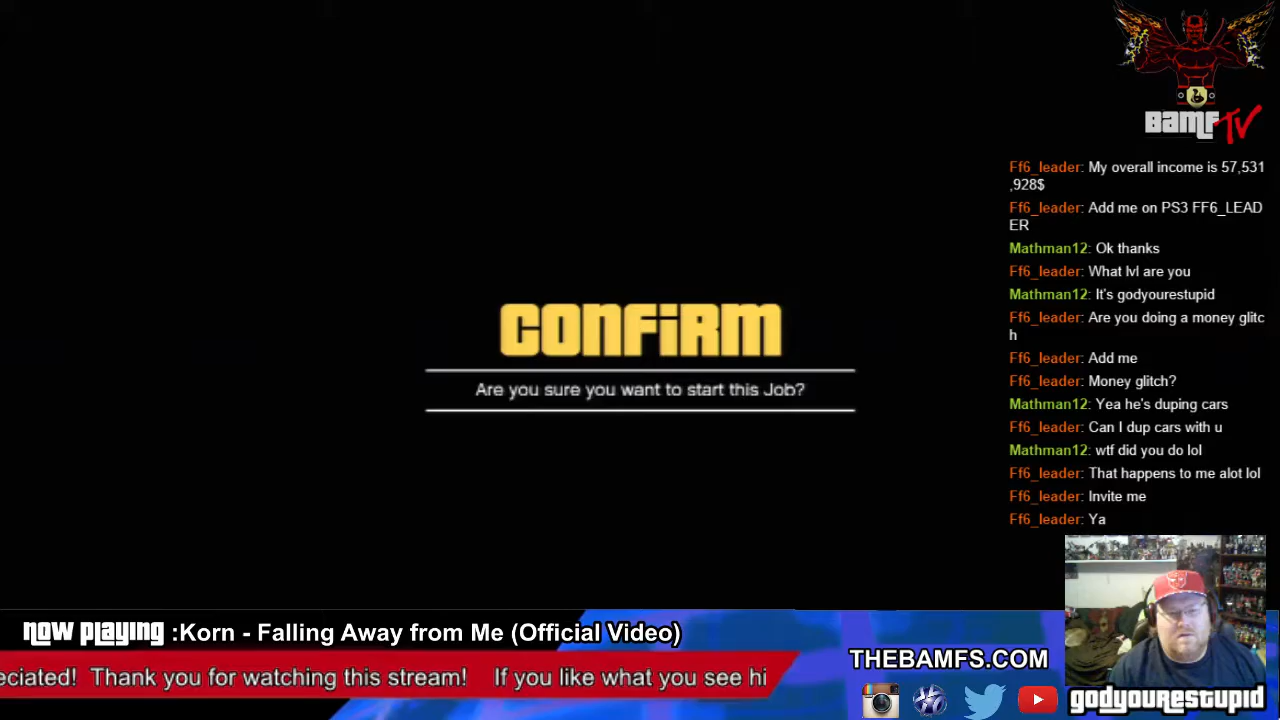 BAMF TV
Ff6_leader: My overall income is 57,531
,928$
Ff6_leader: Add me on PS3 FF6_LEAD
ER
Mathman12: Ok thanks
Ff6_leader: What lvl are you
Mathman12: It's godyourestupid
Ff6_leader: Are you doing a money glitc
h
Ff6_leader: Add me
Ff6_leader: Money glitch?
Mathman12: Yea he's duping cars
Ff6_leader: Can I dup cars with u
Mathman12: wtf did you do lol
Ff6_leader: That happens to me alot lol
Ff6_leader: Invite me
Ff6_leader: Ya
CONFIRM
Are you sure you want to start this Job?
now playing :Korn - Falling Away from Me (Official Video)
eciated! Thank you for watching this stream! If you like what you see hi
THEBAMFS.COM
godyourestupid